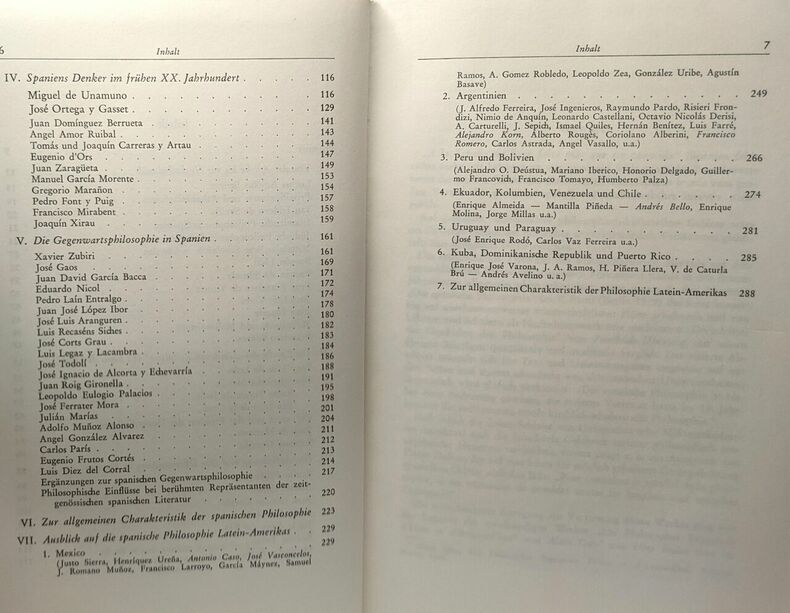 6 Inhalt
IV. Spaniens Denker im frühen XX. Jahrhundert . . . . . 116
Miguel de Unamuno . . . . . . . . . . 116
José Ortega y Gasset . . . . . . . . . . 129
Juan Domínguez Berrueta . . . . . . . . . . 141
Angel Amor Ruibal . . . . . . . . . . 143
Tomás und Joaquín Carreras y Artau . . . . . . . . 144
Eugenio d'Ors . . . . . . . . . . 147
Juan Zaragüeta . . . . . . . . . . 149
Manuel García Morente . . . . . . . . . . 153
Gregorio Marañon . . . . . . . . . . 154
Pedro Font y Puig . . . . . . . . . . 157
Francisco Mirabent . . . . . . . . . . 158
Joaquín Xirau . . . . . . . . . . 159
V. Die Gegenwartsphilosophie in Spanien . . . . . . . 161
Xavier Zubiri . . . . . . . . . . 161
José Gaos . . . . . . . . . . 169
Juan David García Bacca . . . . . . . . . . 171
Eduardo Nicol . . . . . . . . . . 172
Pedro Laín Entralgo . . . . . . . . . . 174
Juan José López Ibor . . . . . . . . . . 178
José Luis Aranguren . . . . . . . . . . 180
Luis Recaséns Siches . . . . . . . . . . 182
José Corts Grau . . . . . . . . . . 183
Luis Legaz y Lacambra . . . . . . . . . . 184
José Todolí . . . . . . . . . . 186
José Ignacio de Alcorta y Echevarría . . . . . . . . 188
Juan Roig Gironella . . . . . . . . . . 191
Leopoldo Eulogio Palacios . . . . . . . . . . 195
José Ferrater Mora . . . . . . . . . . 198
Julián Marías . . . . . . . . . . 201
Adolfo Muñoz Alonso . . . . . . . . . . 204
Angel González Alvarez . . . . . . . . . . 211
Carlos París . . . . . . . . . . 212
Eugenio Frutos Cortés . . . . . . . . . . 213
Luis Diez del Corral . . . . . . . . . . 214
Ergänzungen zur spanischen Gegenwartsphilosophie . . . . . 217
Philosophische Einflüsse bei berühmten Repräsentanten der zeit-
genössischen spanischen Literatur . . . . . . . . 220
VI. Zur allgemeinen Charakteristik der spanischen Philosophie 223
VII. Ausblick auf die spanische Philosophie Latein-Amerikas . . 229
1. Mexico . . . . . . . . . . 229
(Justo Sierra, Henríquez Ureña, Antonio Caso, José Vasconcelos,
J. Romano Muñoz, Francisco Larroyo, García Máynez, Samuel
Inhalt 7
Ramos, A. Gomez Robledo, Leopoldo Zea, González Uribe, Agustín
Basave)
2. Argentinien . . . . . . . . . . 249
(J. Alfredo Ferreira, José Ingenieros, Raymundo Pardo, Risieri Fron-
dizi, Nimio de Anquín, Leonardo Castellani, Octavio Nicolás Derisi,
A. Carturelli, J. Sepich, Ismael Quiles, Hernán Benítez, Luis Farré,
Alejandro Korn, Alberto Rougès, Coriolano Alberini, Francisco
Romero, Carlos Astrada, Angel Vasallo, u.a.)
3. Peru und Bolivien . . . . . . . . . . 266
(Alejandro O. Deústua, Mariano Iberico, Honorio Delgado, Guiller-
mo Francovich, Francisco Tomayo, Humberto Palza)
4. Ekuador, Kolumbien, Venezuela und Chile . . . . . . 274
(Enrique Almeida — Mantilla Piñeda — Andrés Bello, Enrique
Molina, Jorge Millas u.a.)
5. Uruguay und Paraguay . . . . . . . . . . 281
(José Enrique Rodó, Carlos Vaz Ferreira u.a.)
6. Kuba, Dominikanische Republik und Puerto Rico . . . . 285
(Enrique José Varona, J. A. Ramos, H. Piñera Llera, V. de Caturla
Brú — Andrés Avelino u.a.)
7. Zur allgemeinen Charakteristik der Philosophie Latein-Amerikas 288